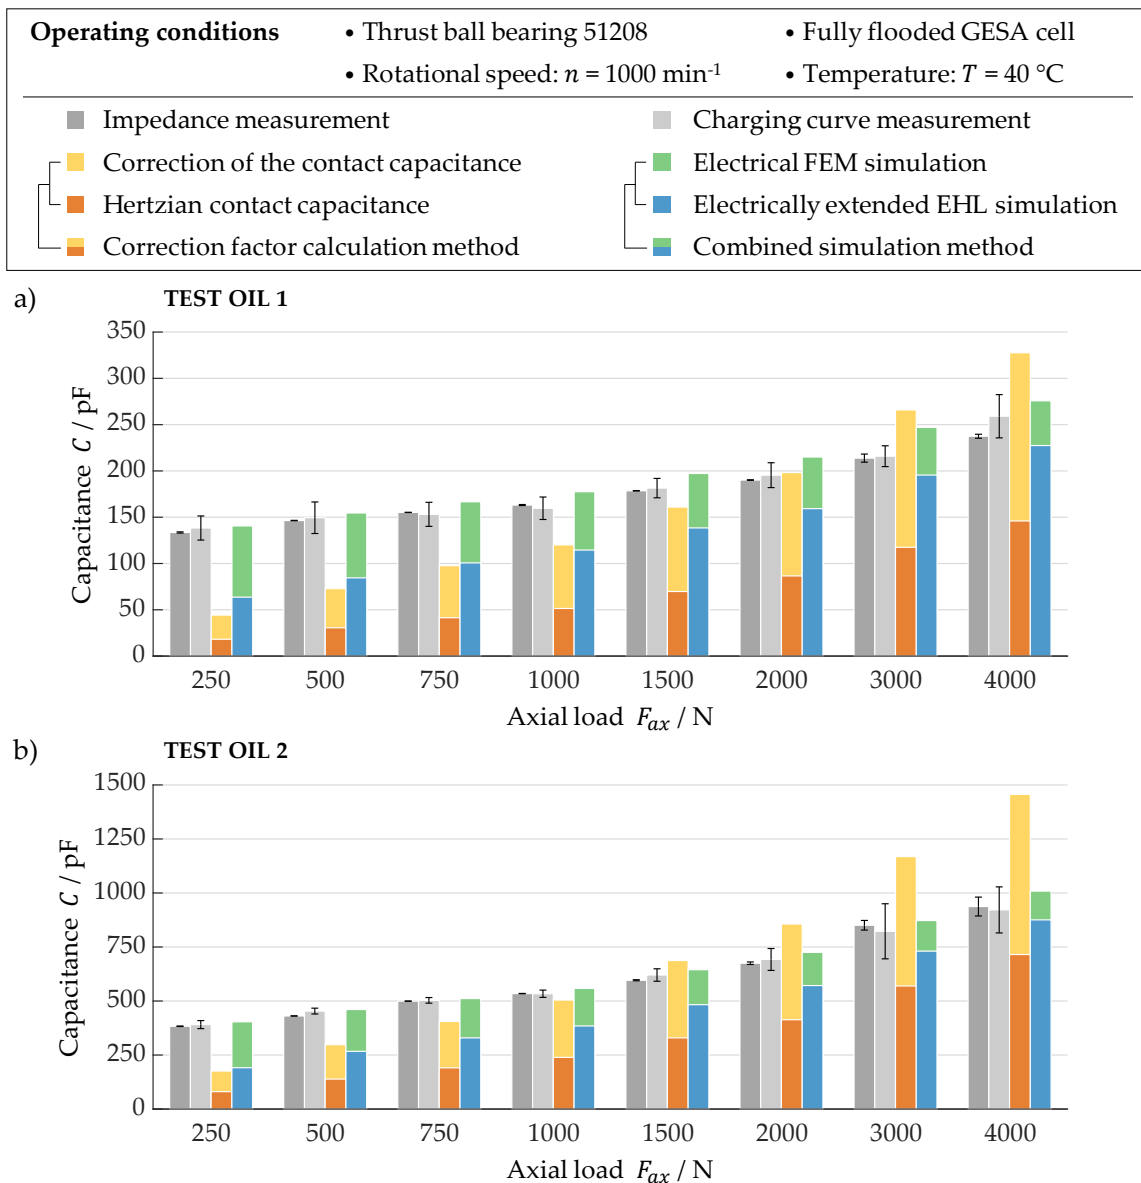 Operating conditions • Thrust ball bearing 51208 • Fully flooded GESA cell
• Rotational speed: n = 1000 min⁻¹ • Temperature: T = 40 °C
Impedance measurement Charging curve measurement
Correction of the contact capacitance Electrical FEM simulation
Hertzian contact capacitance Electrically extended EHL simulation
Correction factor calculation method Combined simulation method
a) TEST OIL 1
Capacitance C / pF
350
300
250
200
150
100
50
0
250 500 750 1000 1500 2000 3000 4000
Axial load F_ax / N
b) TEST OIL 2
Capacitance C / pF
1500
1250
1000
750
500
250
0
250 500 750 1000 1500 2000 3000 4000
Axial load F_ax / N